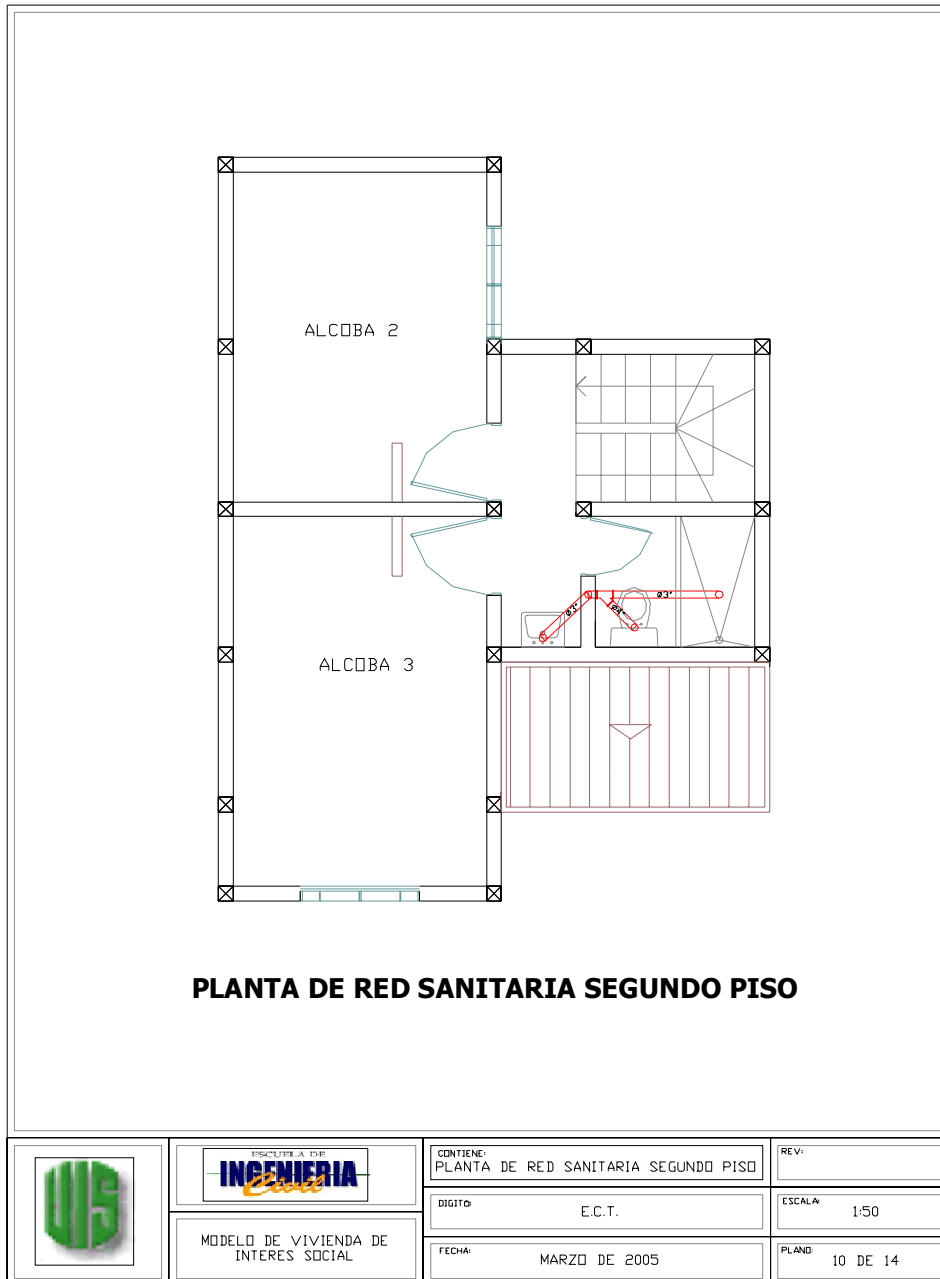 ALCOBA 2
Ø3"
Ø3"
Ø4"
ALCOBA 3
PLANTA DE RED SANITARIA SEGUNDO PISO
UIS
ESCUELA DE
INGENIERIA
Civil
MODELO DE VIVIENDA DE
INTERES SOCIAL
CONTIENE:
PLANTA DE RED SANITARIA SEGUNDO PISO
REV:
DIGITO:
E.C.T.
ESCALA:
1:50
FECHA:
MARZO DE 2005
PLANO:
10 DE 14